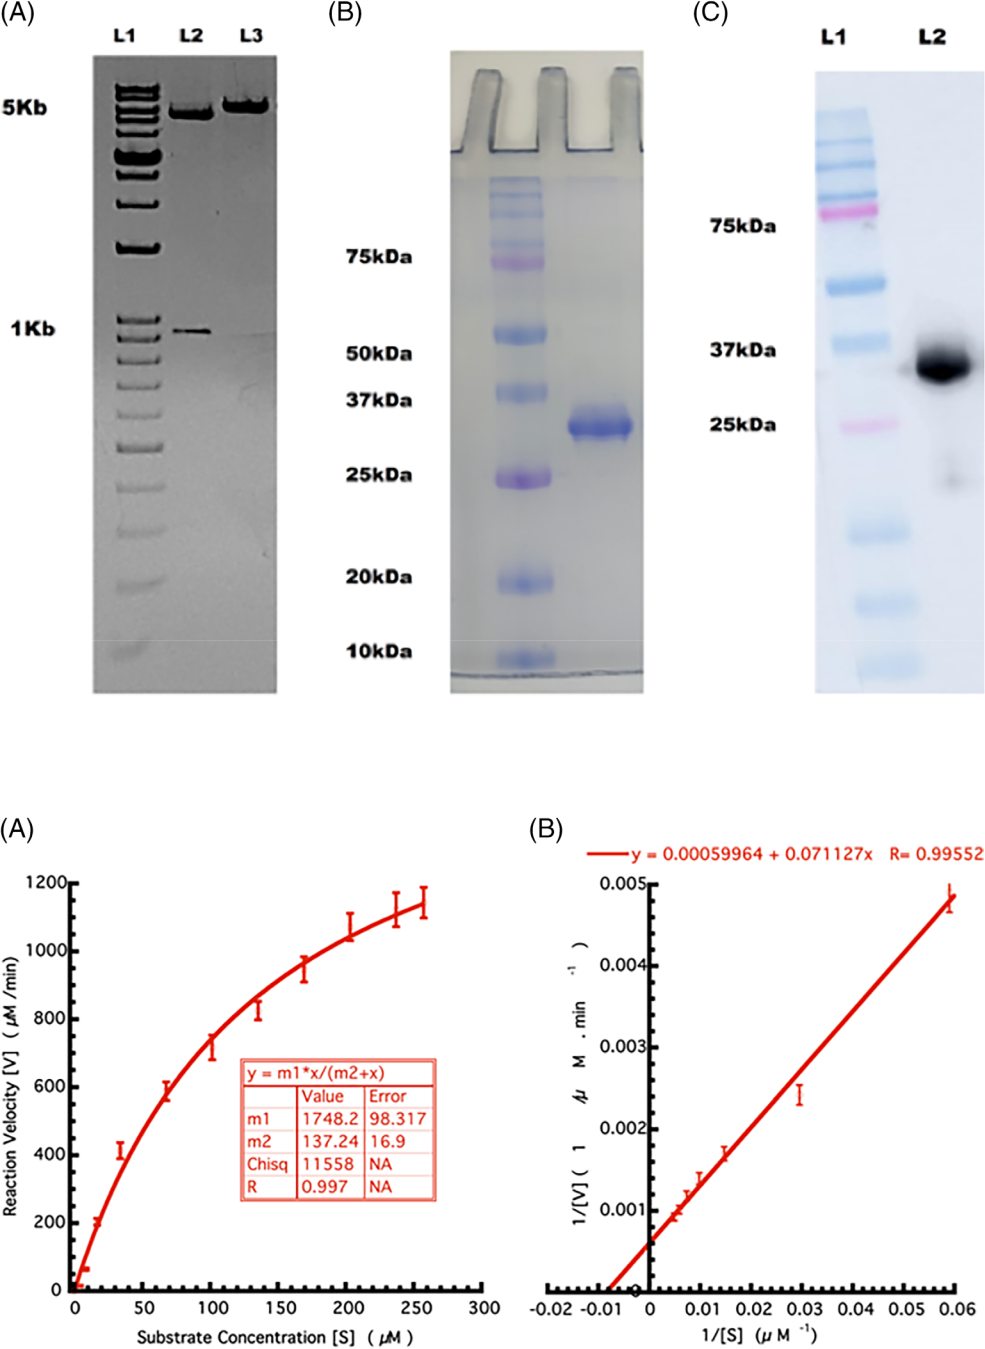 (A)
L1 L2 L3
5Kb
1Kb
(B)
75kDa
50kDa
37kDa
25kDa
20kDa
10kDa
(C)
L1 L2
75kDa
37kDa
25kDa
(A)
1200
1000
800
600
400
200
0
Reaction Velocity [V] ( µM /min)
y = m1*x/(m2+x)
Value Error
m1 1748.2 98.317
m2 137.24 16.9
Chisq 11558 NA
R 0.997 NA
0 50 100 150 200 250 300
Substrate Concentration [S] ( µM )
(B)
y = 0.00059964 + 0.071127x R= 0.99552
0.005
0.004
0.003
0.002
0.001
0
1/[V] ( 1 /µ M . min -1 )
-0.02 -0.01 0 0.01 0.02 0.03 0.04 0.05 0.06
1/[S] (µ M -1)